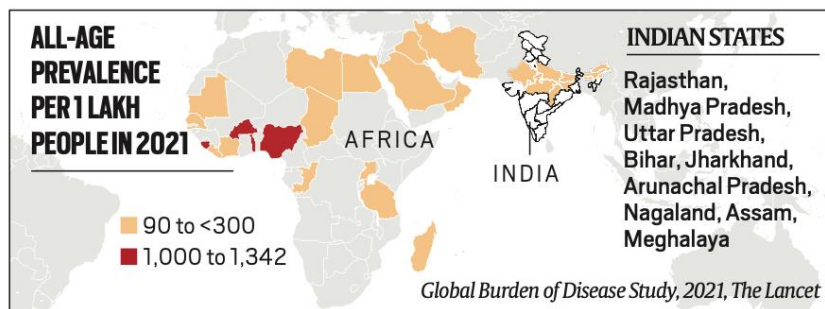 ALL-AGE
PREVALENCE
PER 1 LAKH
PEOPLE IN 2021
90 to <300
1,000 to 1,342
AFRICA
INDIA
INDIAN STATES
Rajasthan,
Madhya Pradesh,
Uttar Pradesh,
Bihar, Jharkhand,
Arunachal Pradesh,
Nagaland, Assam,
Meghalaya
Global Burden of Disease Study, 2021, The Lancet